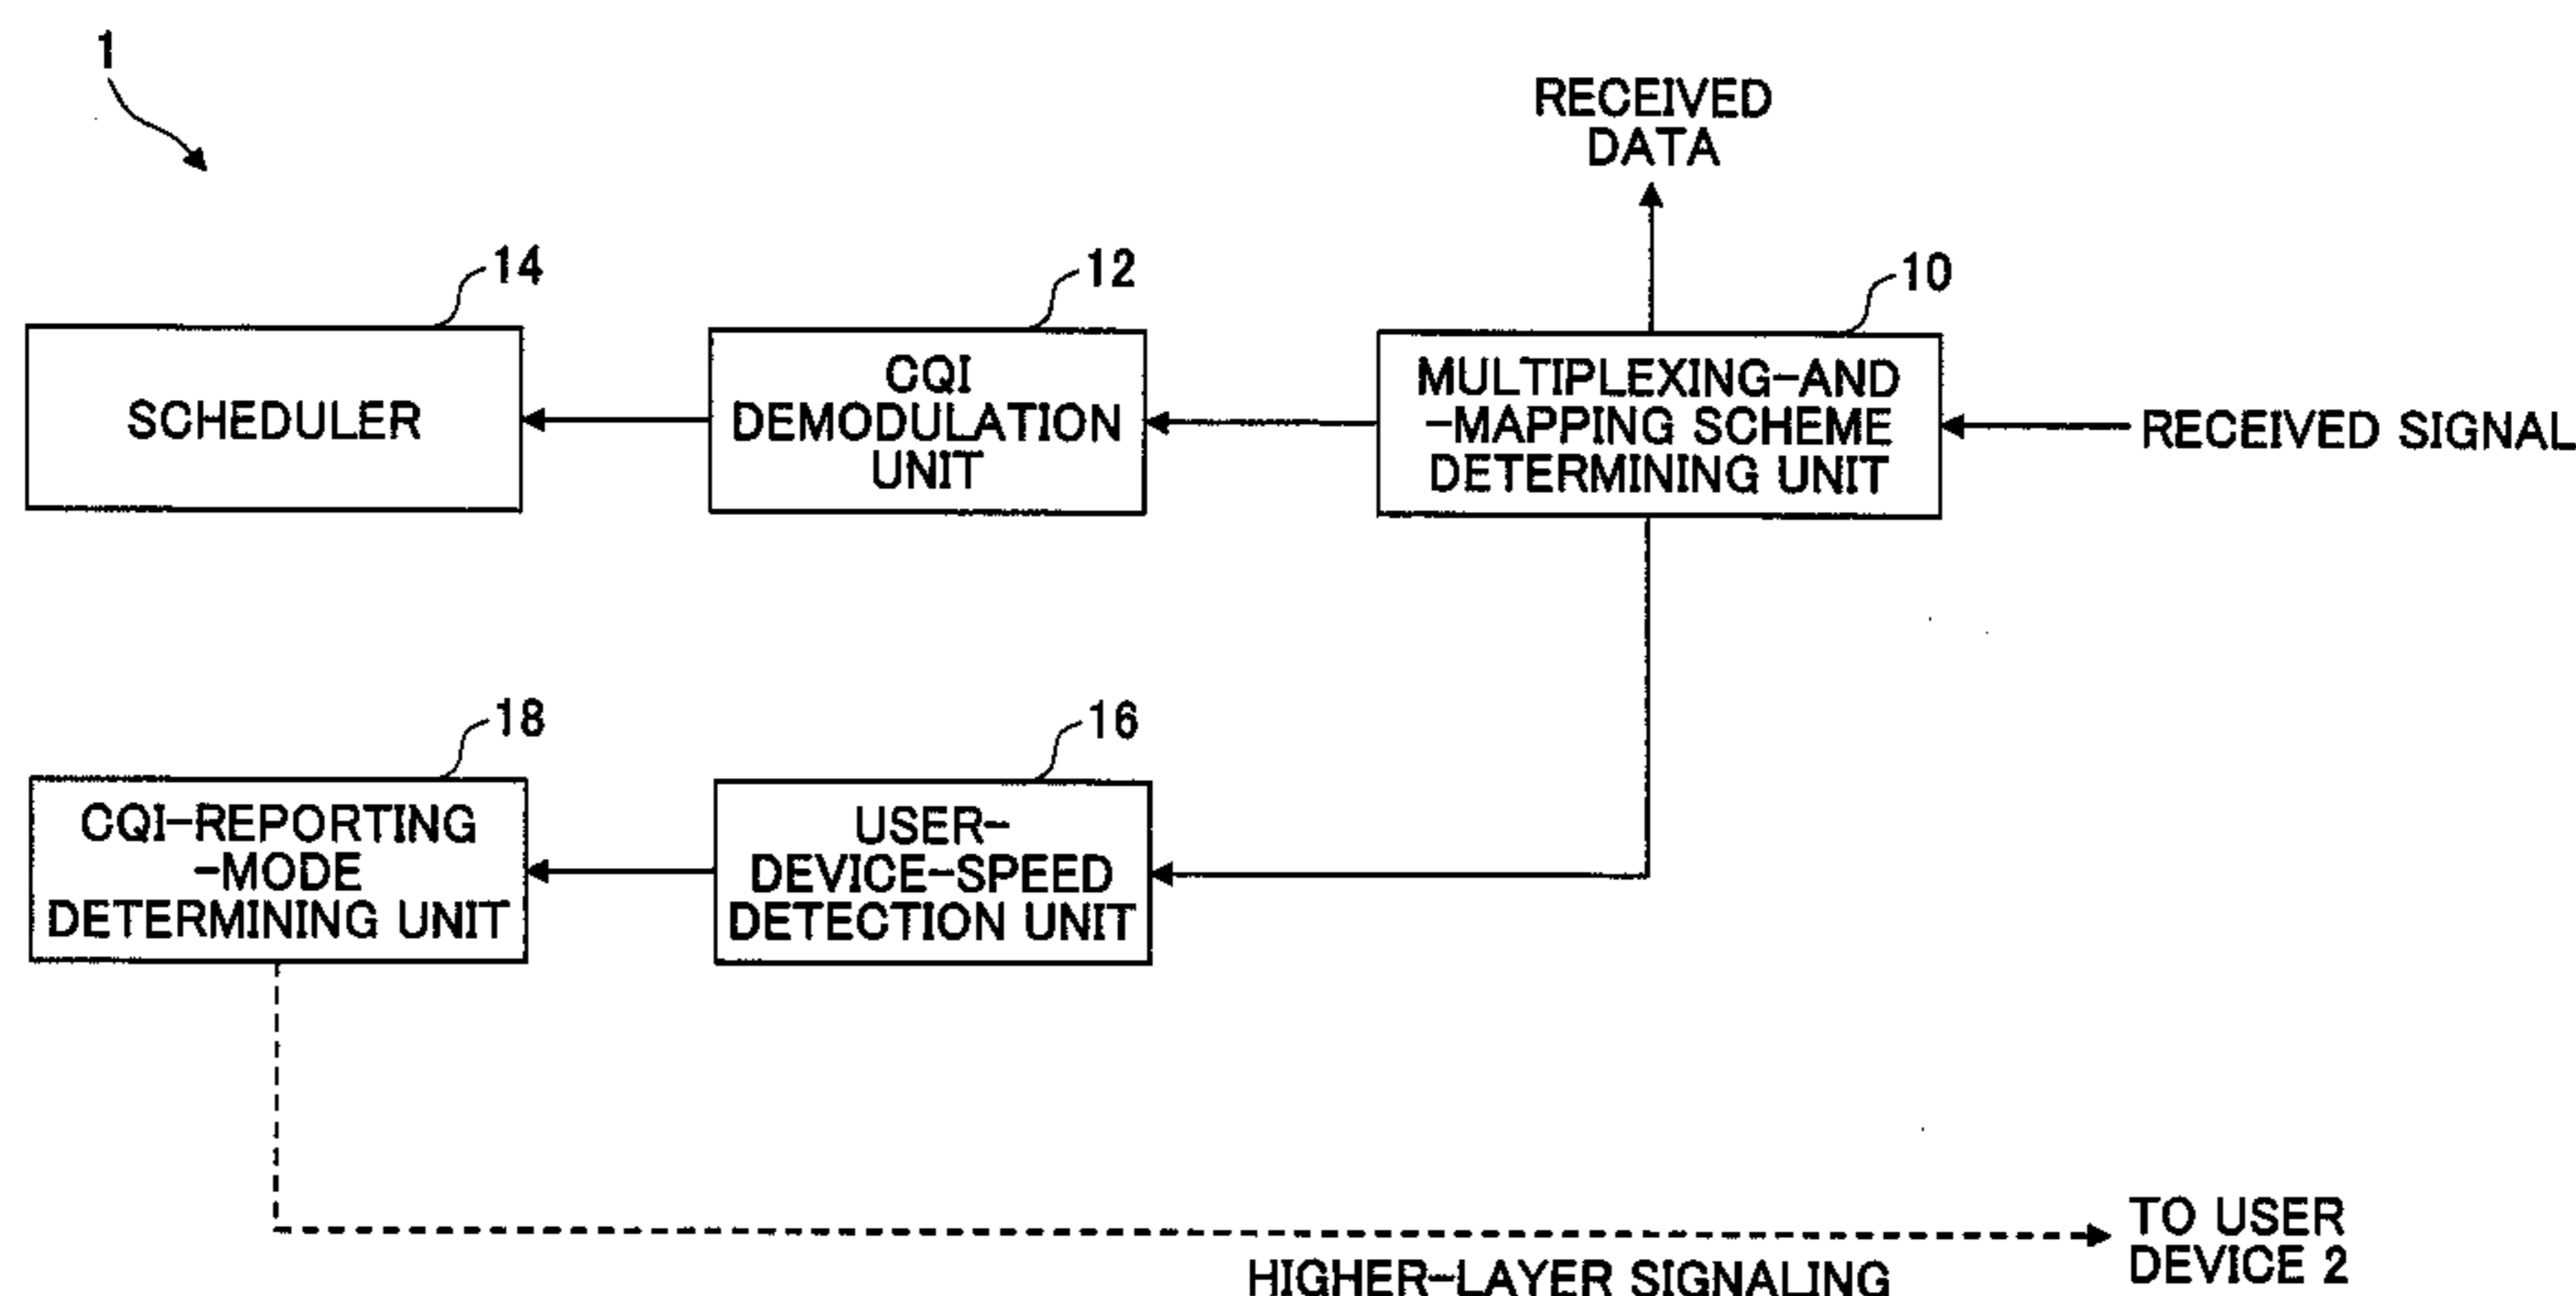 1
RECEIVED
DATA
14
12
10
SCHEDULER
CQI
DEMODULATION
UNIT
MULTIPLEXING-AND
-MAPPING SCHEME
DETERMINING UNIT
RECEIVED SIGNAL
18
16
CQI-REPORTING
-MODE
DETERMINING UNIT
USER-
DEVICE-SPEED
DETECTION UNIT
TO USER
DEVICE 2
HIGHER-LAYER SIGNALING